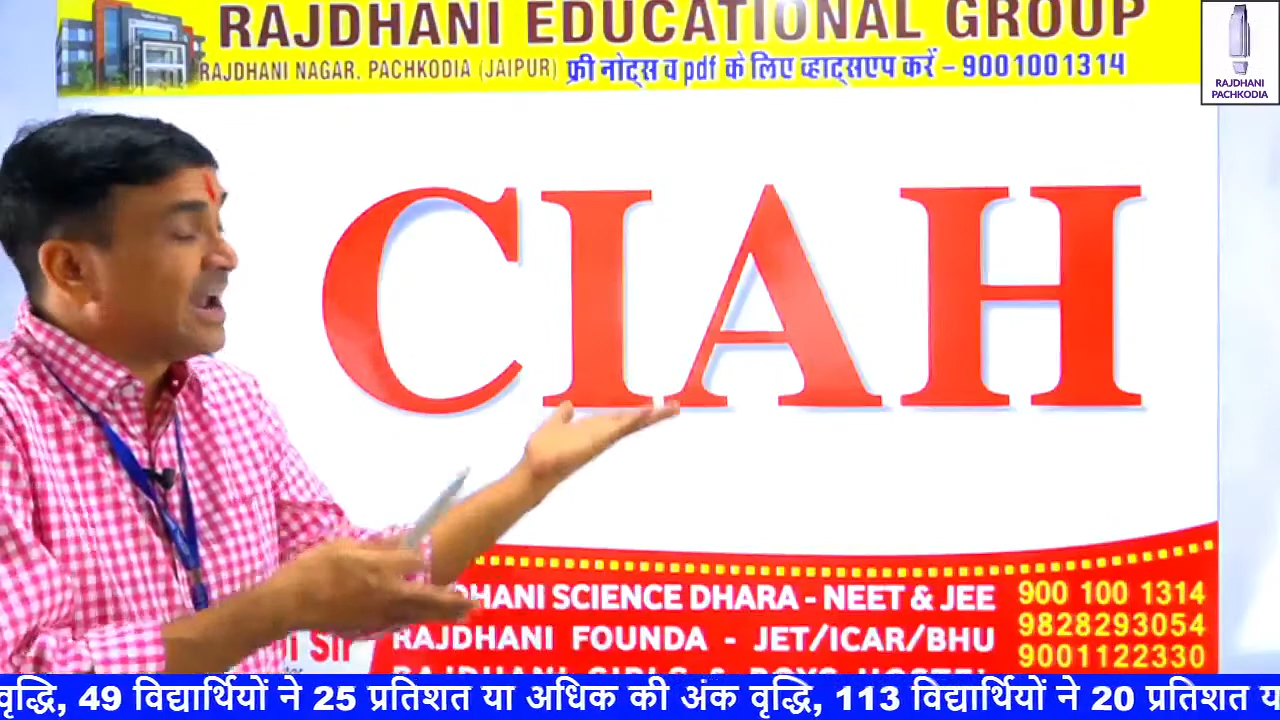 RAJDHANI EDUCATIONAL GROUP
RAJDHANI NAGAR, PACHKODIA (JAIPUR) फ्री नोट्स व pdf के लिए व्हाट्सएप करें – 9001001314
RAJDHANI
PACHKODIA
CIAH
DHANI SCIENCE DHARA - NEET & JEE 900 100 1314
RAJDHANI FOUNDA - JET/ICAR/BHU 9828293054
9001122330
वृद्धि, 49 विद्यार्थियों ने 25 प्रतिशत या अधिक की अंक वृद्धि, 113 विद्यार्थियों ने 20 प्रतिशत य